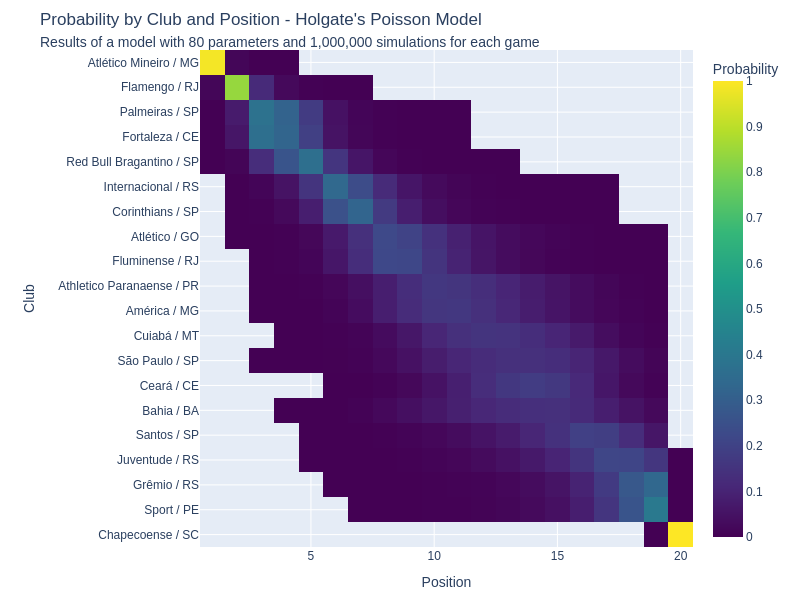 Probability by Club and Position - Holgate's Poisson Model
Results of a model with 80 parameters and 1,000,000 simulations for each game
Probability
Atlético Mineiro / MG
Flamengo / RJ
Palmeiras / SP
Fortaleza / CE
Red Bull Bragantino / SP
Internacional / RS
Corinthians / SP
Atlético / GO
Fluminense / RJ
Athletico Paranaense / PR
América / MG
Cuiabá / MT
São Paulo / SP
Ceará / CE
Bahia / BA
Santos / SP
Juventude / RS
Grêmio / RS
Sport / PE
Chapecoense / SC
Club
5
10
15
20
Position
1
0.9
0.8
0.7
0.6
0.5
0.4
0.3
0.2
0.1
0